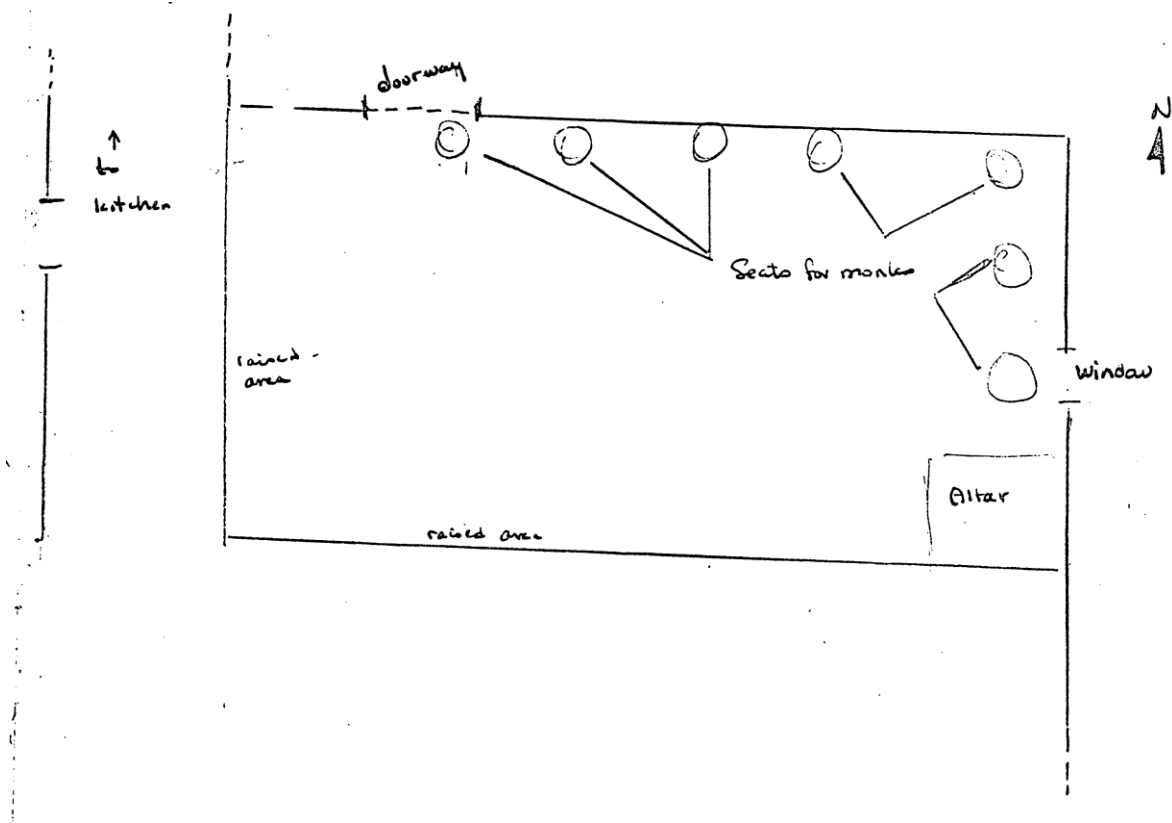 doorway
N
to
kitchen
Seats for monks
raised
area
Window
Altar
raised area